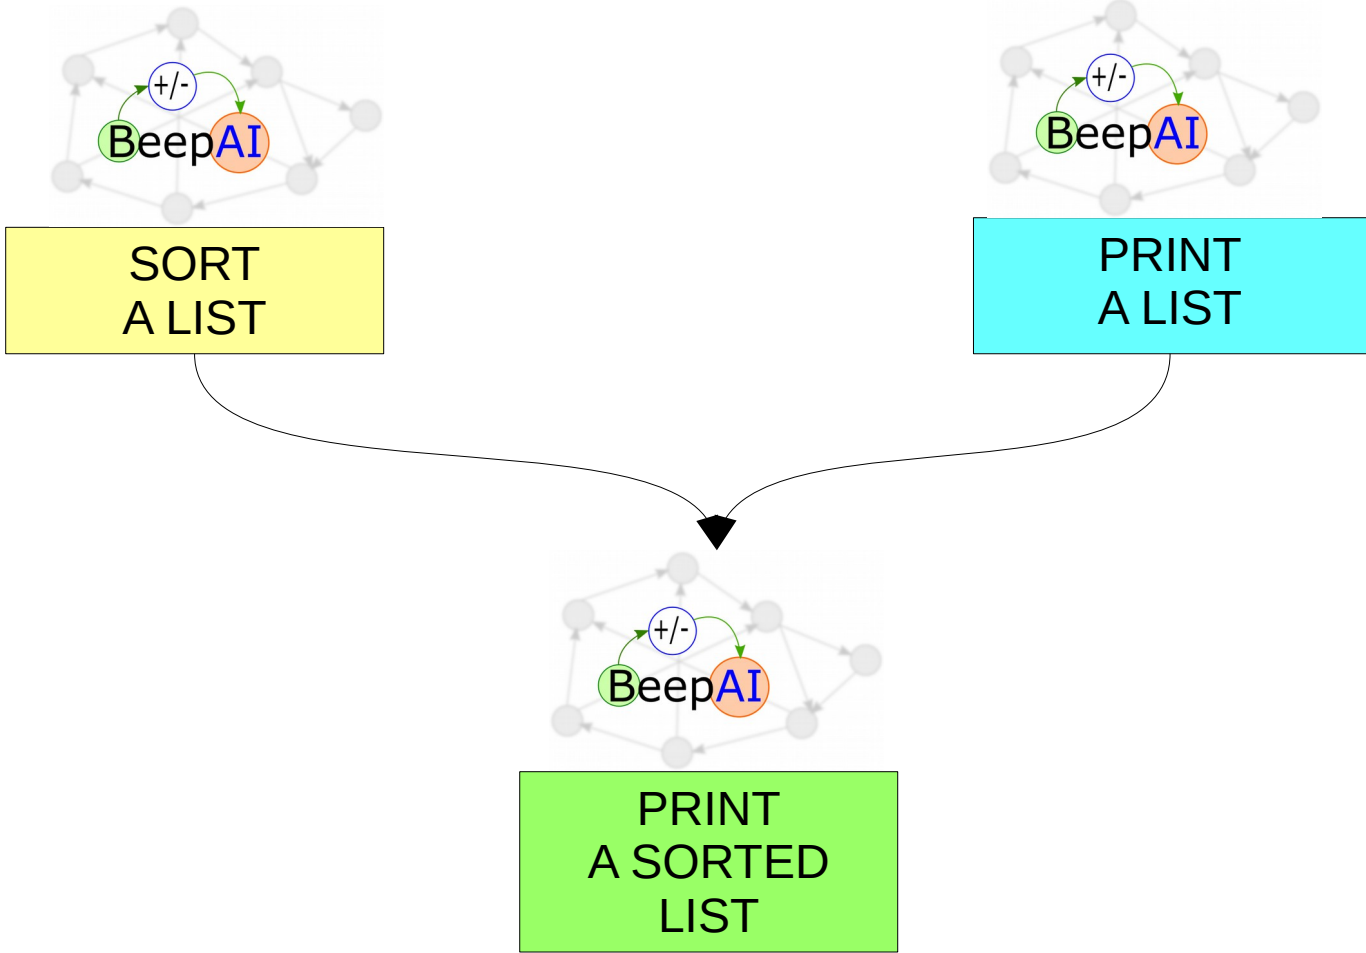 +/-
BeepAI
SORT
A LIST
+/-
BeepAI
PRINT
A LIST
+/-
BeepAI
PRINT
A SORTED
LIST